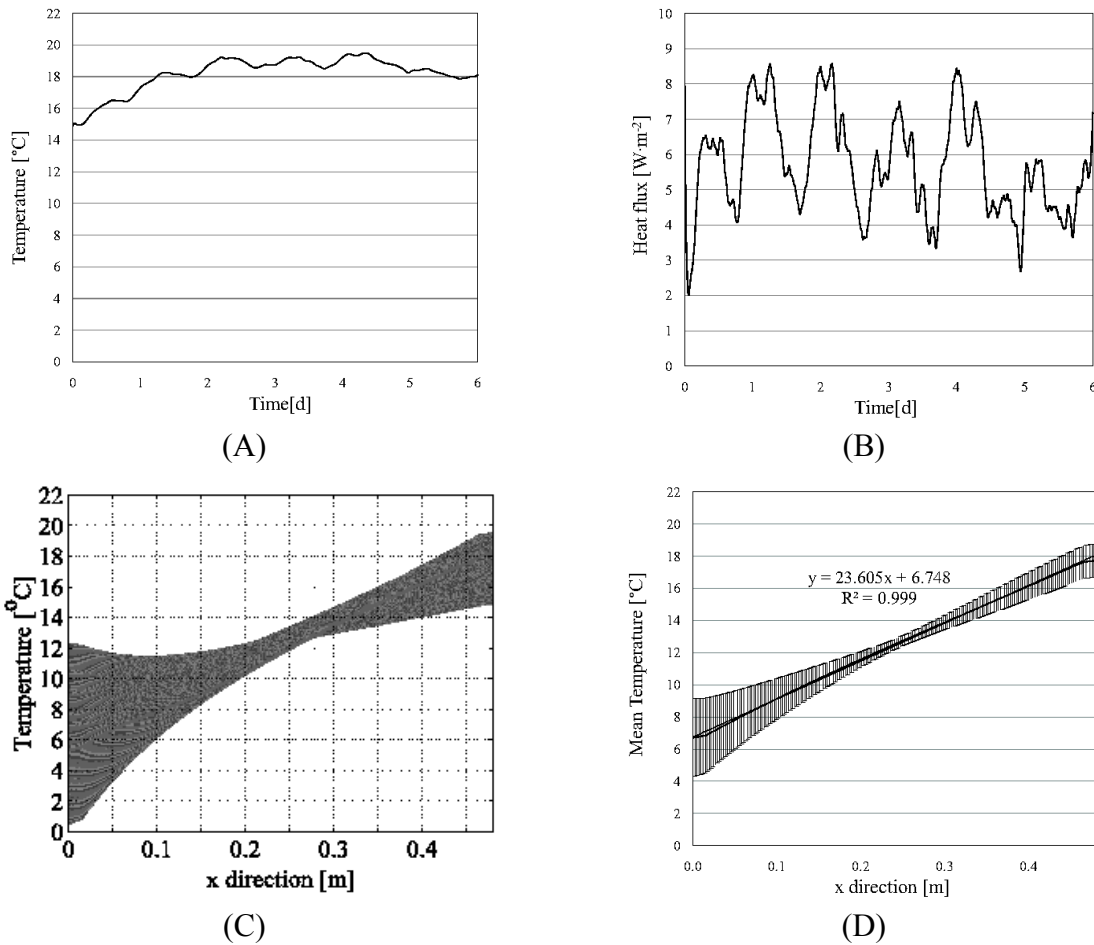 22
20
18
16
14
12
10
8
6
4
2
0
Temperature [°C]
0 1 2 3 4 5 6
Time[d]
(A)
10
9
8
7
6
5
4
3
2
1
0
Heat flux [W·m-2]
0 1 2 3 4 5 6
Time[d]
(B)
22
20
18
16
14
12
10
8
6
4
2
0
Temperature [°C]
0 0.1 0.2 0.3 0.4
x direction [m]
(C)
22
20
18
16
14
12
10
8
6
4
2
0
Mean Temperature [°C]
y = 23.605x + 6.748
R² = 0.999
0.0 0.1 0.2 0.3 0.4
x direction [m]
(D)